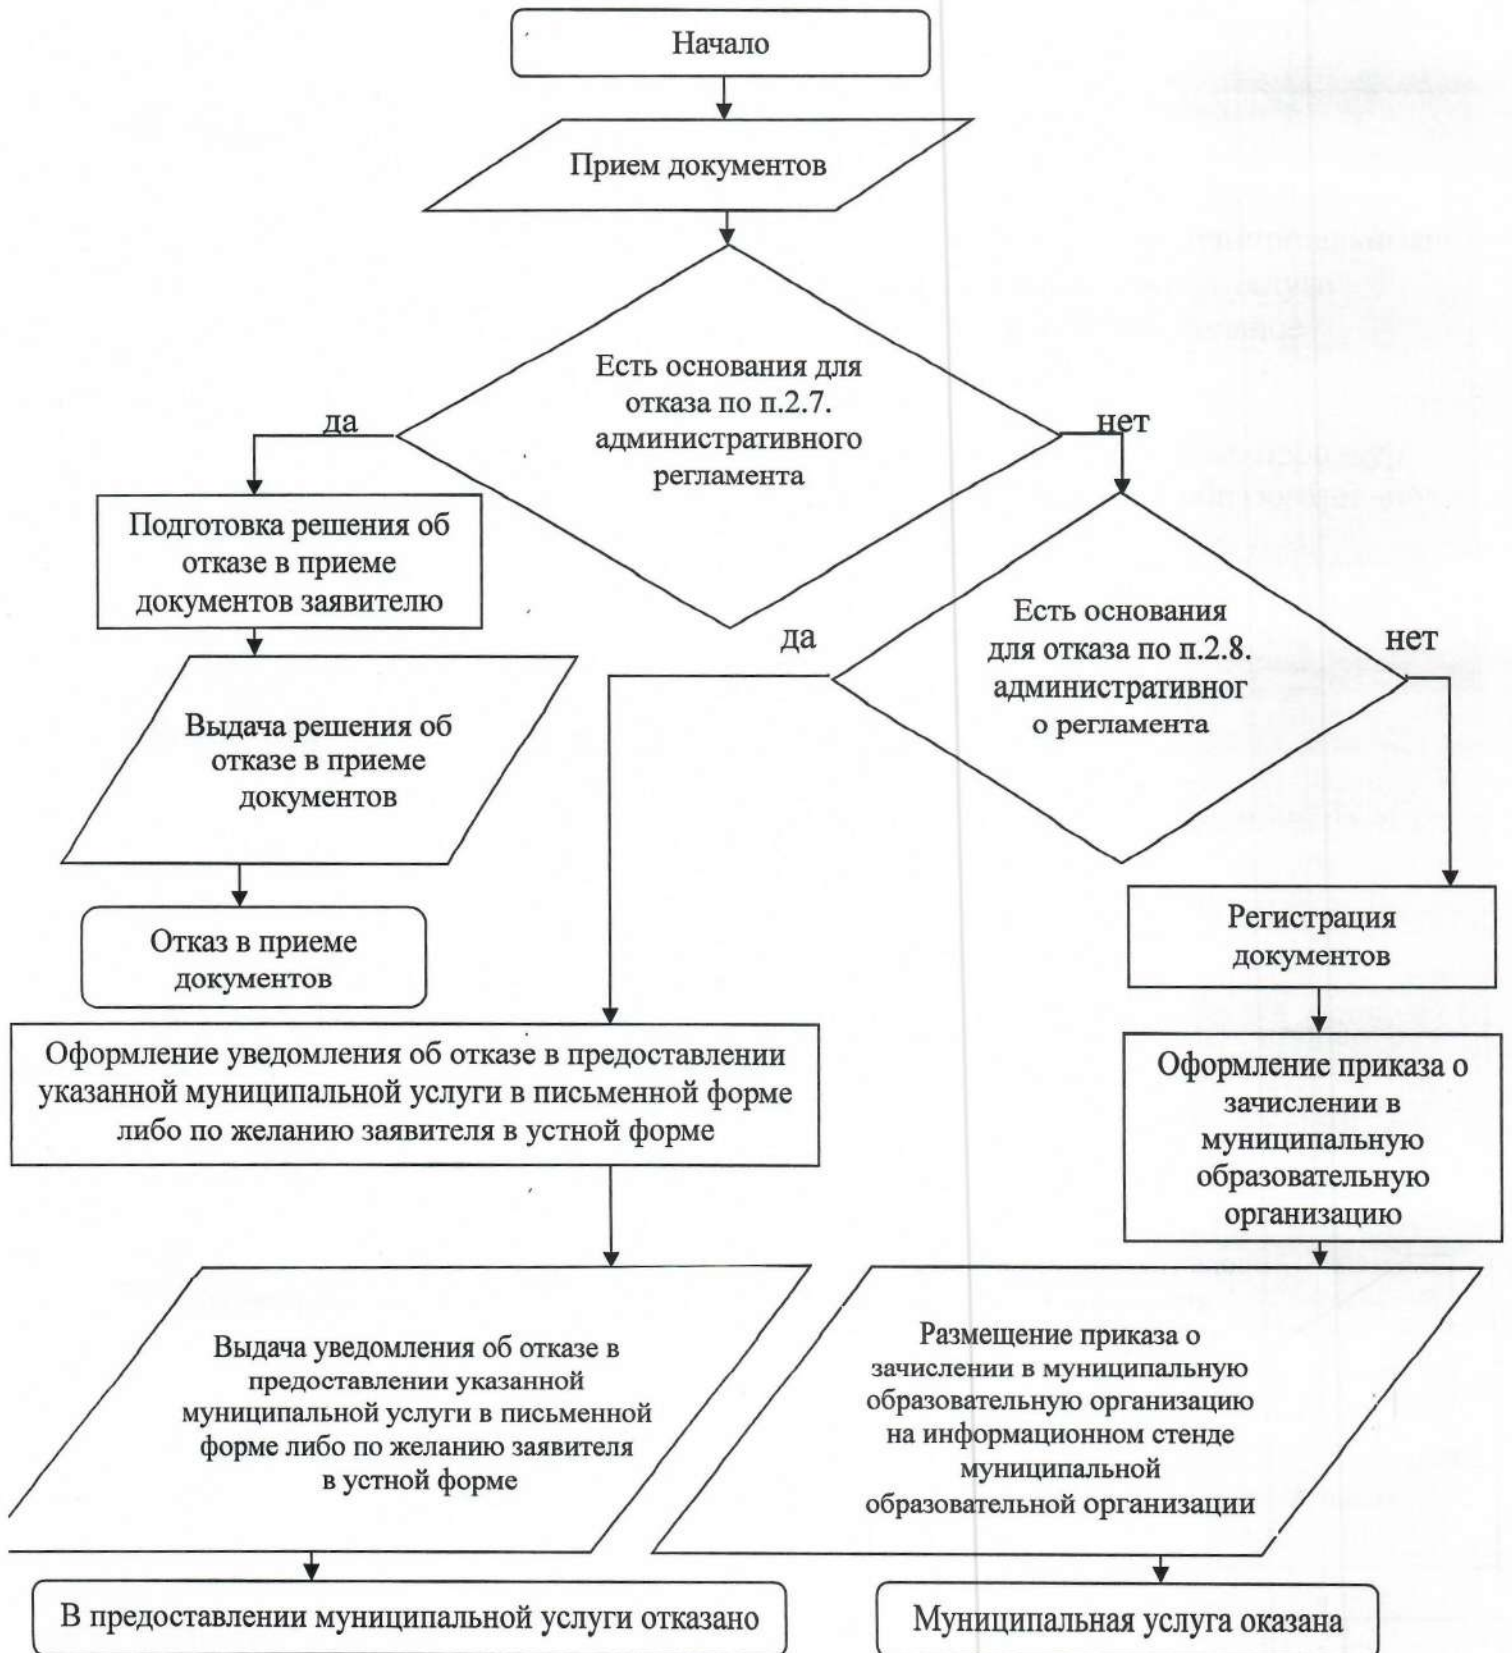 Начало
Прием документов
Есть основания для
отказа по п.2.7.
административного
регламента
да
нет
Подготовка решения об
отказе в приеме
документов заявителю
Есть основания
для отказа по п.2.8.
административног
о регламента
да
нет
Выдача решения об
отказе в приеме
документов
Отказ в приеме
документов
Регистрация
документов
Оформление уведомления об отказе в предоставлении
указанной муниципальной услуги в письменной форме
либо по желанию заявителя в устной форме
Оформление приказа о
зачислении в
муниципальную
образовательную
организацию
Выдача уведомления об отказе в
предоставлении указанной
муниципальной услуги в письменной
форме либо по желанию заявителя
в устной форме
Размещение приказа о
зачислении в муниципальную
образовательную организацию
на информационном стенде
муниципальной
образовательной организации
В предоставлении муниципальной услуги отказано
Муниципальная услуга оказана